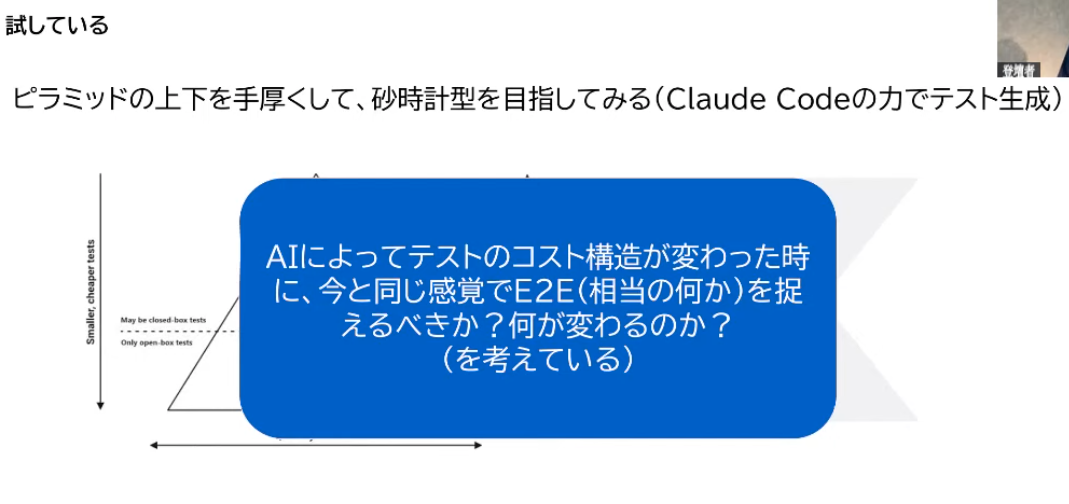 試している
登壇者
ピラミッドの上下を手厚くして、砂時計型を目指してみる(Claude Codeの力でテスト生成)
Smaller, cheaper tests
May be closed-box tests
Only open-box tests
AIによってテストのコスト構造が変わった時
に、今と同じ感覚でE2E(相当の何か)を捉
えるべきか?何が変わるのか?
(を考えている)